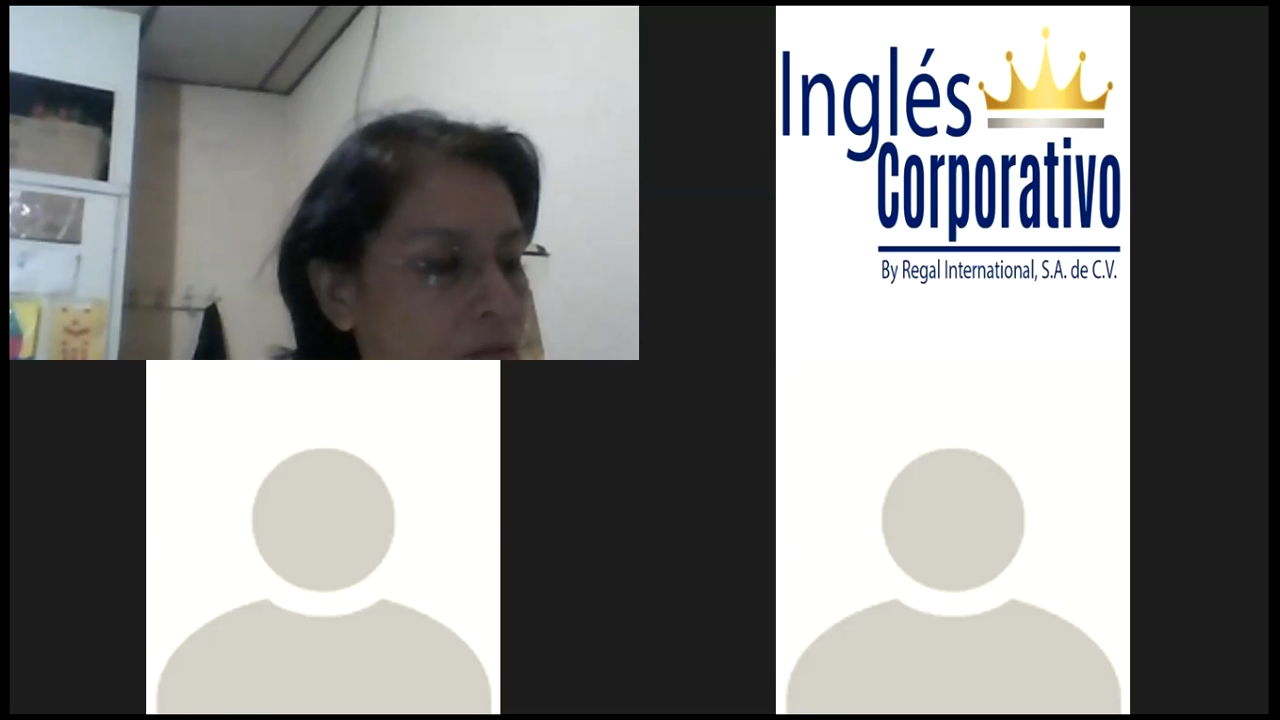 Inglés
Corporativo
By Regal International, S.A. de C.V.